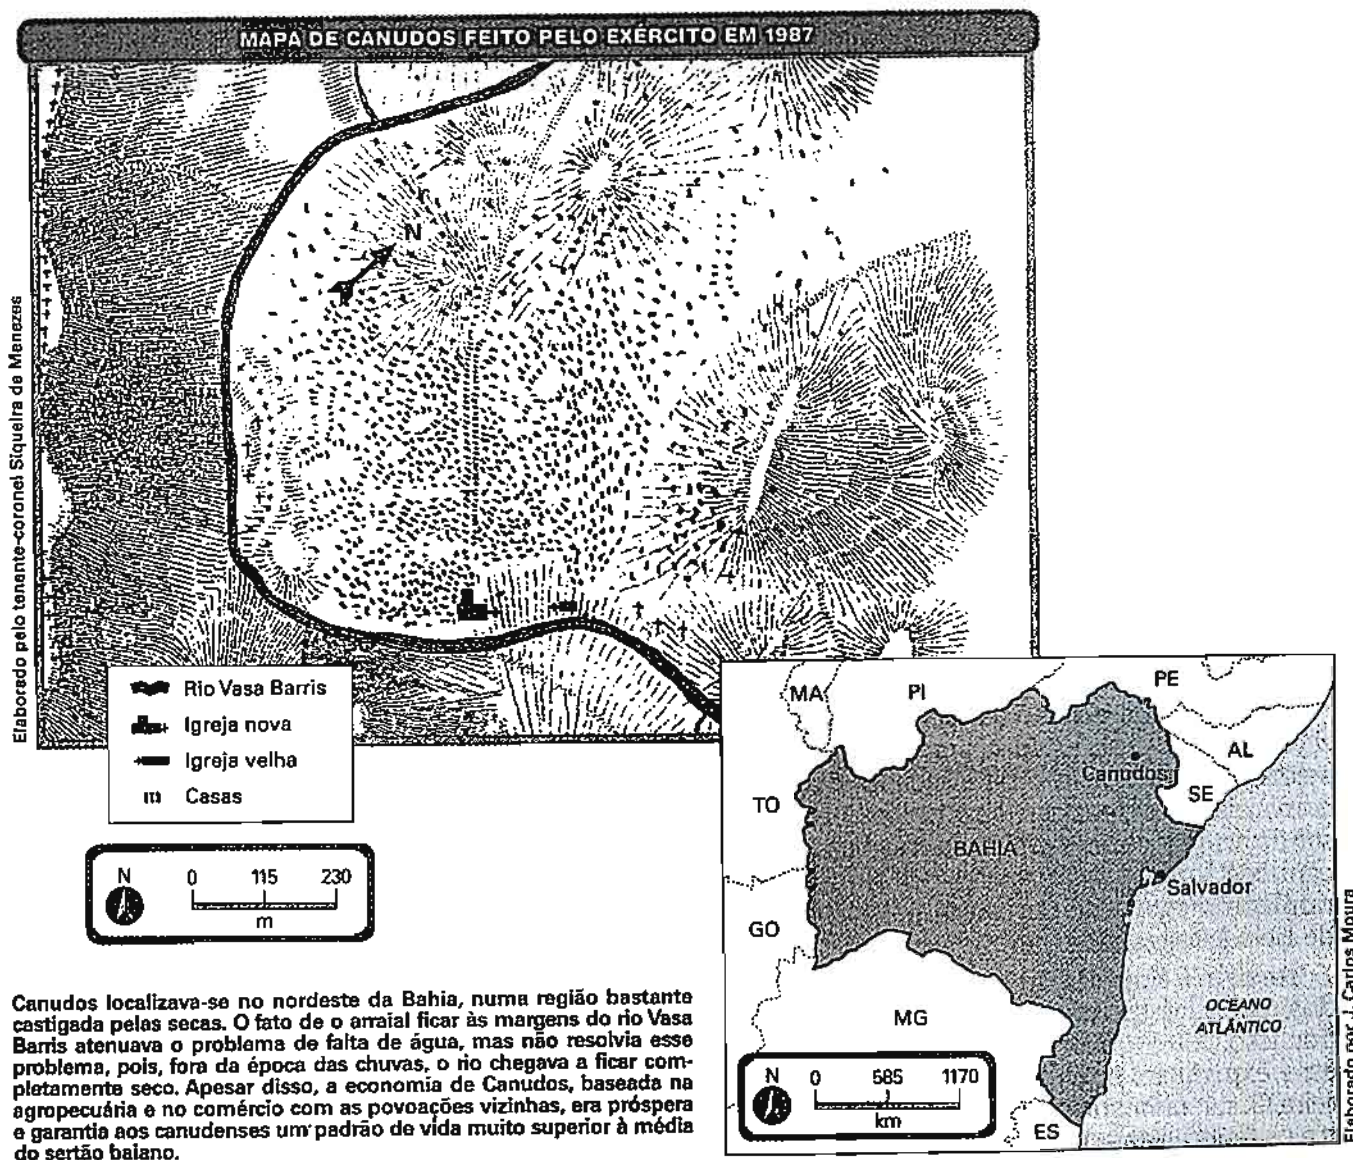 MAPA DE CANUDOS FEITO PELO EXÉRCITO EM 1987
Elaborado pelo tenente-coronel Siqueira de Menezes
N
Rio Vasa Barris
Igreja nova
Igreja velha
m Casas
N
0 115 230
m
MA
PI
PE
AL
SE
TO
GO
BAHIA
Canudos
Salvador
MG
ES
OCEANO
ATLÂNTICO
N
0 585 1170
km
Elaborado por J. Carlos Moura
Canudos localizava-se no nordeste da Bahia, numa região bastante
castigada pelas secas. O fato de o arraial ficar às margens do rio Vasa
Barris atenuava o problema de falta de água, mas não resolvia esse
problema, pois, fora da época das chuvas, o rio chegava a ficar com-
pletamente seco. Apesar disso, a economia de Canudos, baseada na
agropecuária e no comércio com as povoações vizinhas, era próspera
e garantia aos canudenses um padrão de vida muito superior à média
do sertão baiano.